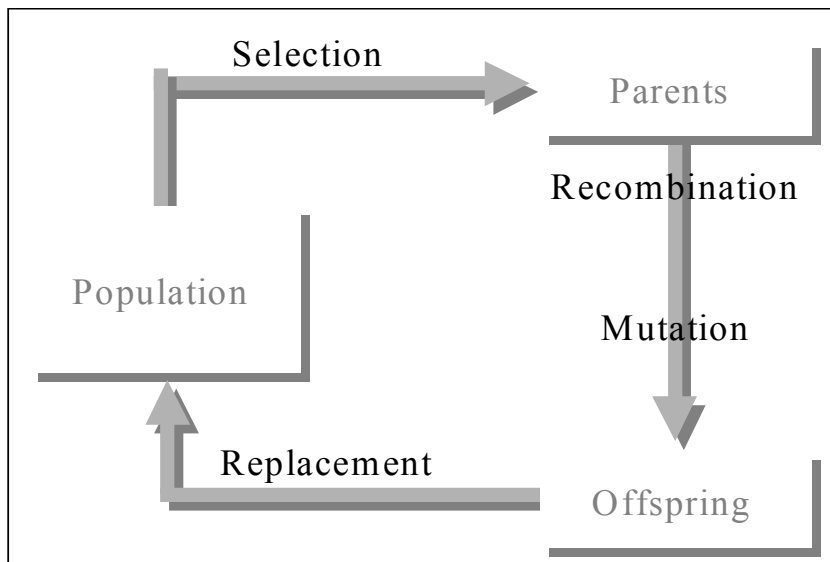 Selection
Parents
Recombination
Population
Mutation
Replacement
Offspring